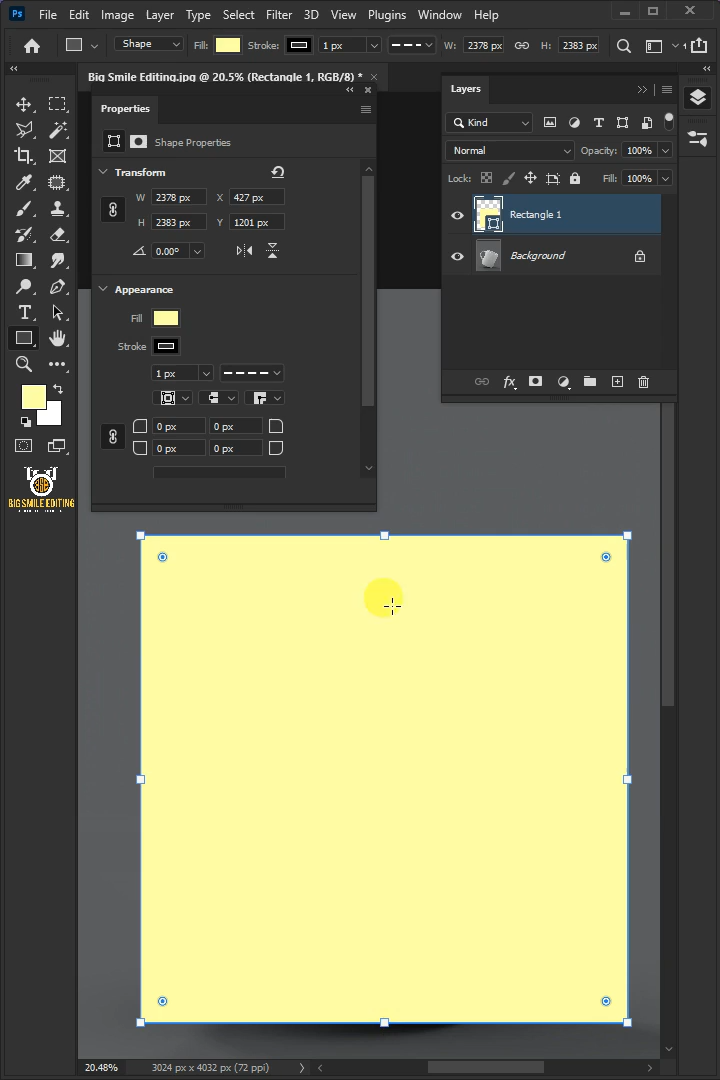 Ps File Edit Image Layer Type Select Filter 3D View Plugins Window Help
Shape Fill: Stroke: 1 px W: 2378 px H: 2383 px
Big Smile Editing.jpg @ 20.5% (Rectangle 1, RGB/8) *
Properties
Shape Properties
Transform
W 2378 px X 427 px
H 2383 px Y 1201 px
0.00°
Appearance
Fill
Stroke
1 px
0 px 0 px
0 px 0 px
Layers
Kind
Normal Opacity: 100%
Lock: Fill: 100%
Rectangle 1
Background
fx
BIG SMILE EDITING
20.48% 3024 px x 4032 px (72 ppi)